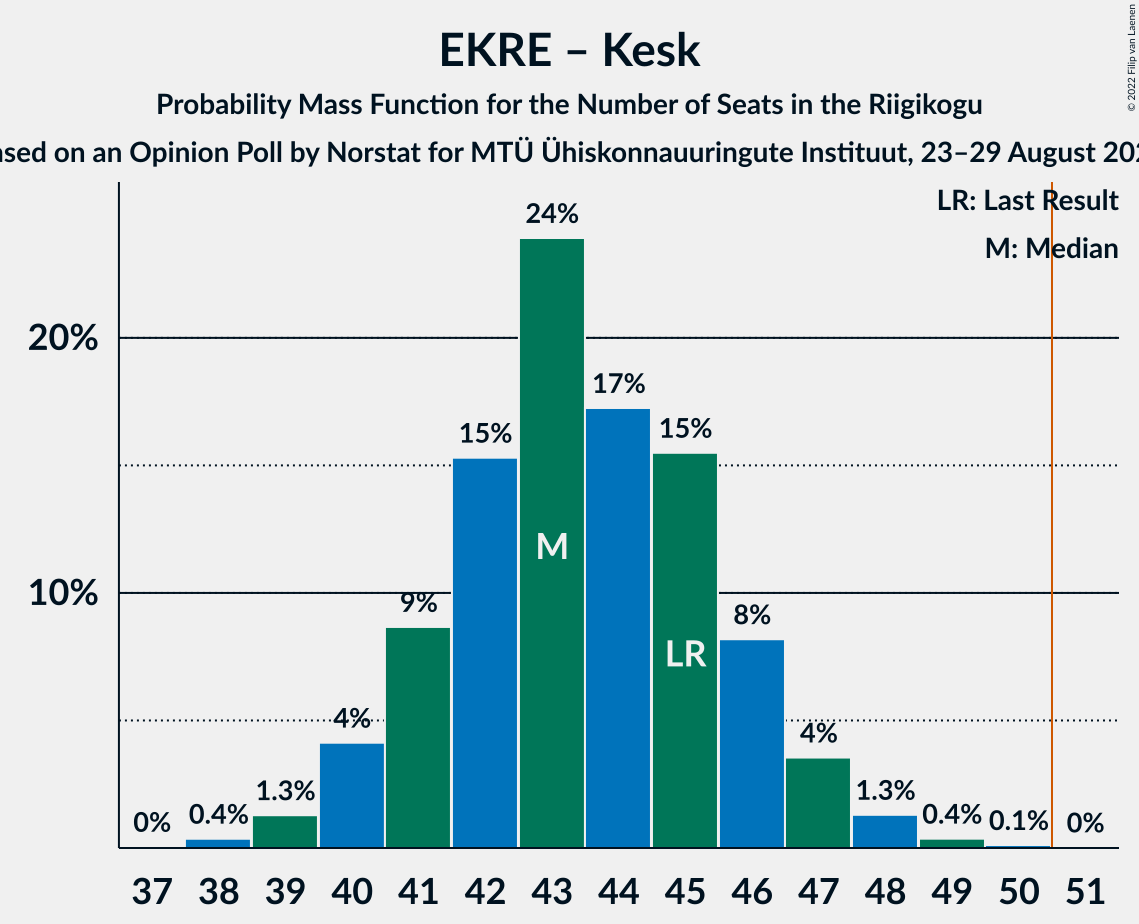 EKRE – Kesk
Probability Mass Function for the Number of Seats in the Riigikogu
on an Opinion Poll by Norstat for MTÜ Ühiskonnauuringute Instituut, 23–29 August
© 2022 Filip van Laenen
LR: Last Result
M: Median
20%
10%
0%
0.4%
1.3%
4%
9%
15%
24%
17%
15%
8%
4%
1.3%
0.4%
0.1%
0%
M
LR
37 38 39 40 41 42 43 44 45 46 47 48 49 50 51